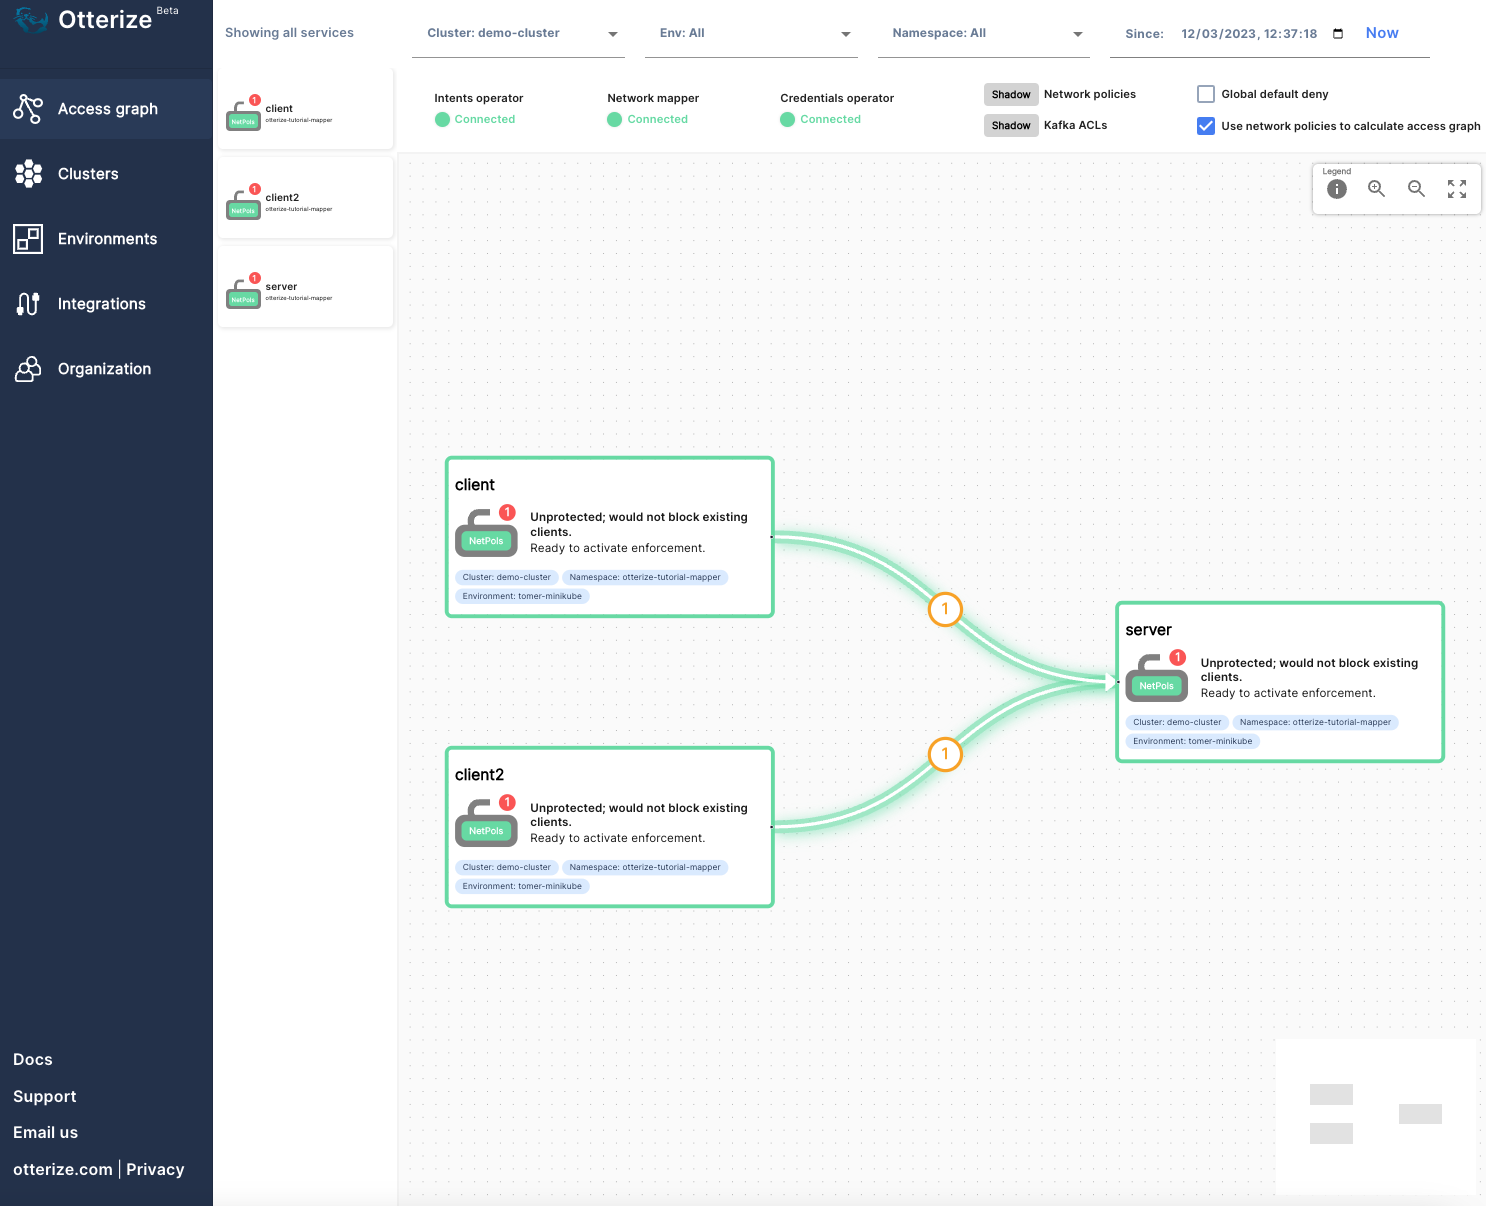 Otterize Beta
Access graph
Clusters
Environments
Integrations
Organization
Docs
Support
Email us
otterize.com | Privacy
Showing all services
Cluster: demo-cluster
Env: All
Namespace: All
Since: 12/03/2023, 12:37:18
Now
1
NetPols
client
otterize-tutorial-mapper
1
NetPols
client2
otterize-tutorial-mapper
1
NetPols
server
otterize-tutorial-mapper
Intents operator
Connected
Network mapper
Connected
Credentials operator
Connected
Shadow Network policies
Shadow Kafka ACLs
Global default deny
Use network policies to calculate access graph
Legend
client
1
NetPols
Unprotected; would not block existing
clients.
Ready to activate enforcement.
Cluster: demo-cluster Namespace: otterize-tutorial-mapper
Environment: tomer-minikube
1
server
1
NetPols
Unprotected; would not block existing
clients.
Ready to activate enforcement.
Cluster: demo-cluster Namespace: otterize-tutorial-mapper
Environment: tomer-minikube
1
client2
1
NetPols
Unprotected; would not block existing
clients.
Ready to activate enforcement.
Cluster: demo-cluster Namespace: otterize-tutorial-mapper
Environment: tomer-minikube